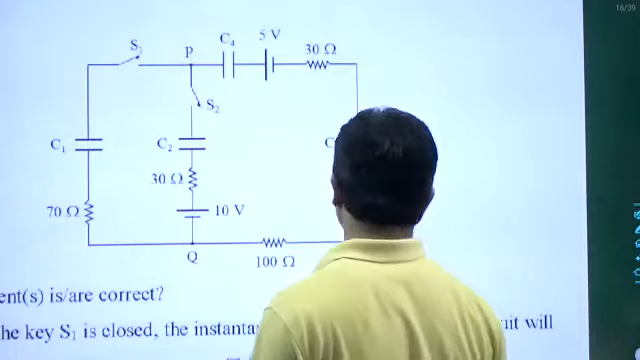 16/39
S₁
P
C₄
5 V
30 Ω
S₂
C₁
C₂
C
30 Ω
70 Ω
10 V
Q
100 Ω
ent(s) is/are correct?
he key S₁ is closed, the instanta
uit will